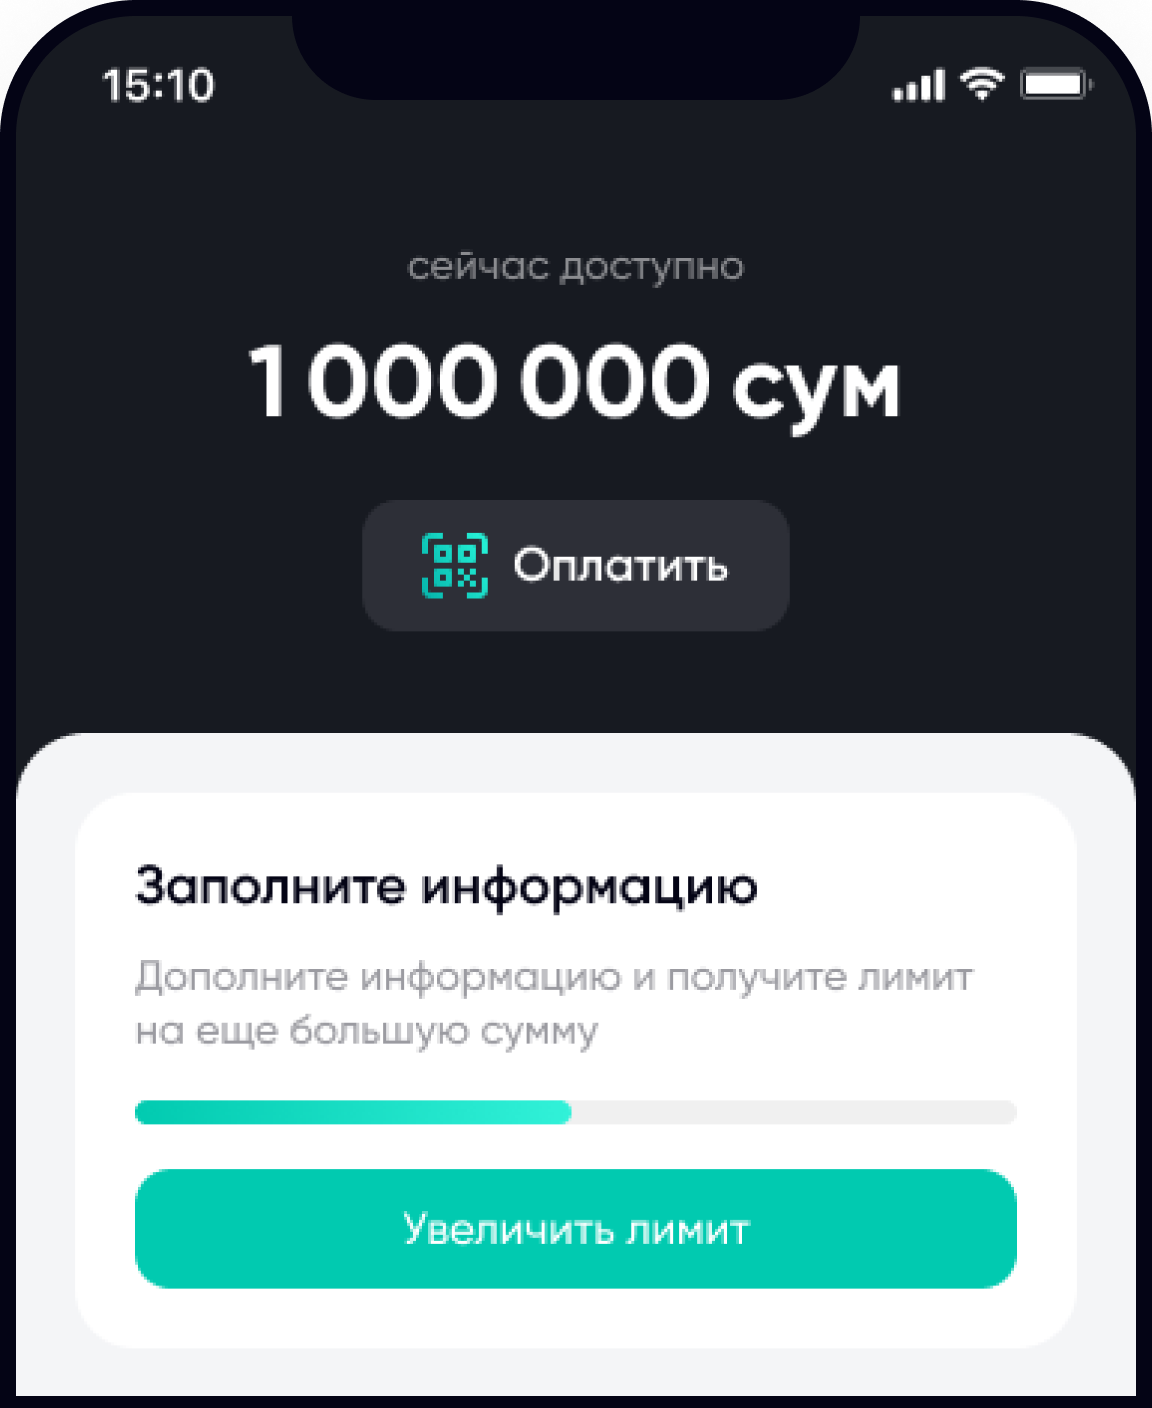 15:10
сейчас доступно
1 000 000 сум
Оплатить
Заполните информацию
Дополните информацию и получите лимит
на еще большую сумму
Увеличить лимит